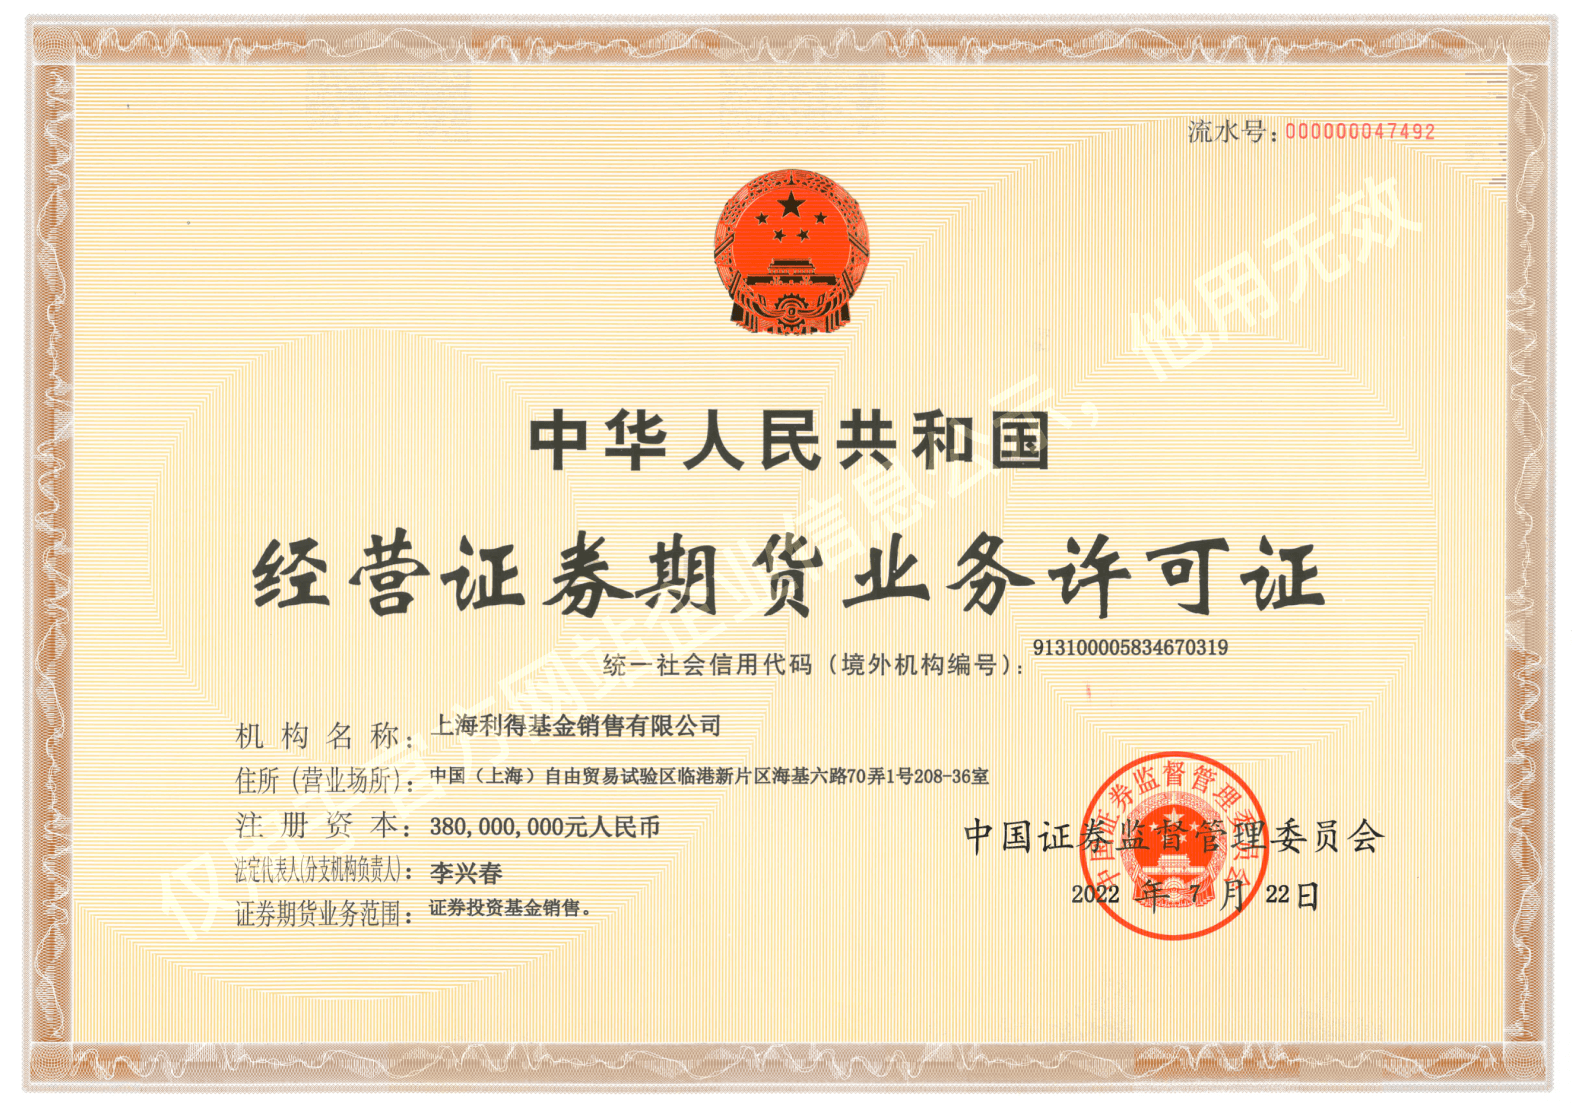 流水号：000000047492
中华人民共和国
经营证券期货业务许可证
统一社会信用代码（境外机构编号）：913100005834670319
机构名称：上海利得基金销售有限公司
住所（营业场所）：中国（上海）自由贸易试验区临港新片区海基六路70弄1号208-36室
注册资本：380,000,000元人民币
法定代表人(分支机构负责人)：李兴春
证券期货业务范围：证券投资基金销售。
中国证券监督管理委员会
2022 年 7 月 22日
中国证券监督管理委员会
仅用于官方网站企业信息公示，他用无效